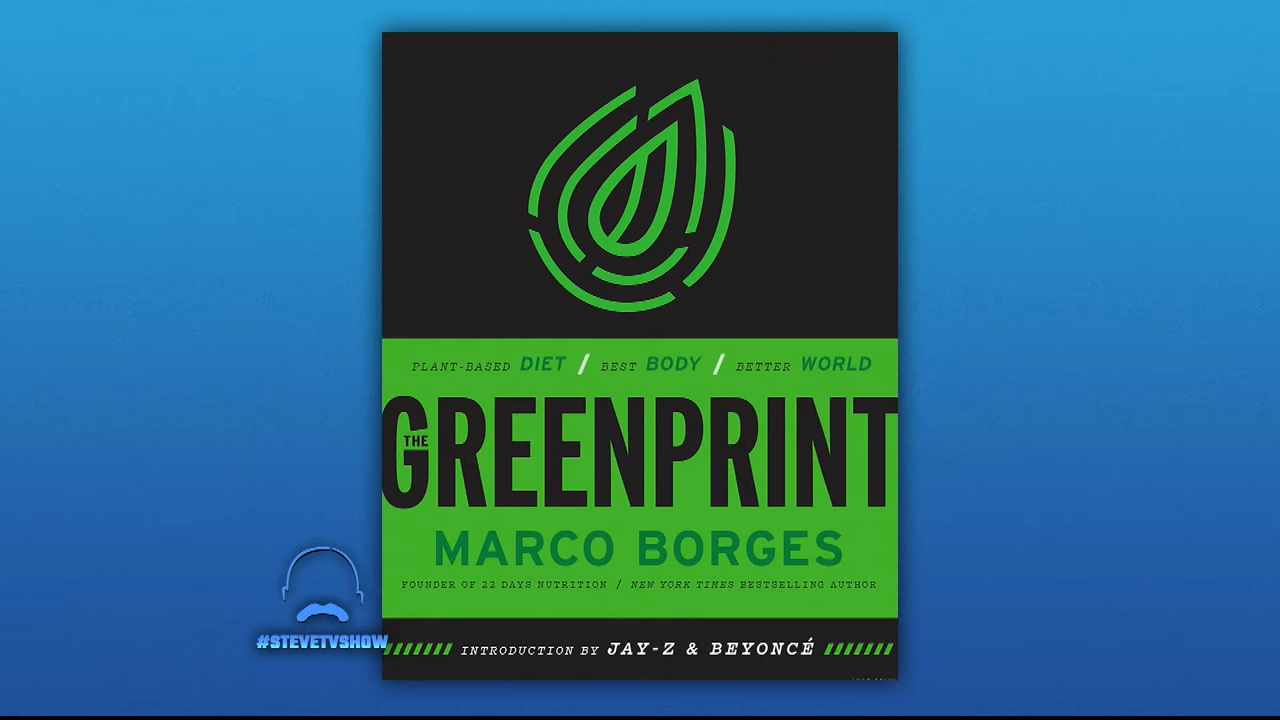 PLANT-BASED DIET / BEST BODY / BETTER WORLD
THE
GREENPRINT
MARCO BORGES
FOUNDER OF 22 DAYS NUTRITION / NEW YORK TIMES BESTSELLING AUTHOR
INTRODUCTION BY JAY-Z & BEYONCÉ
#STEVETVSHOW